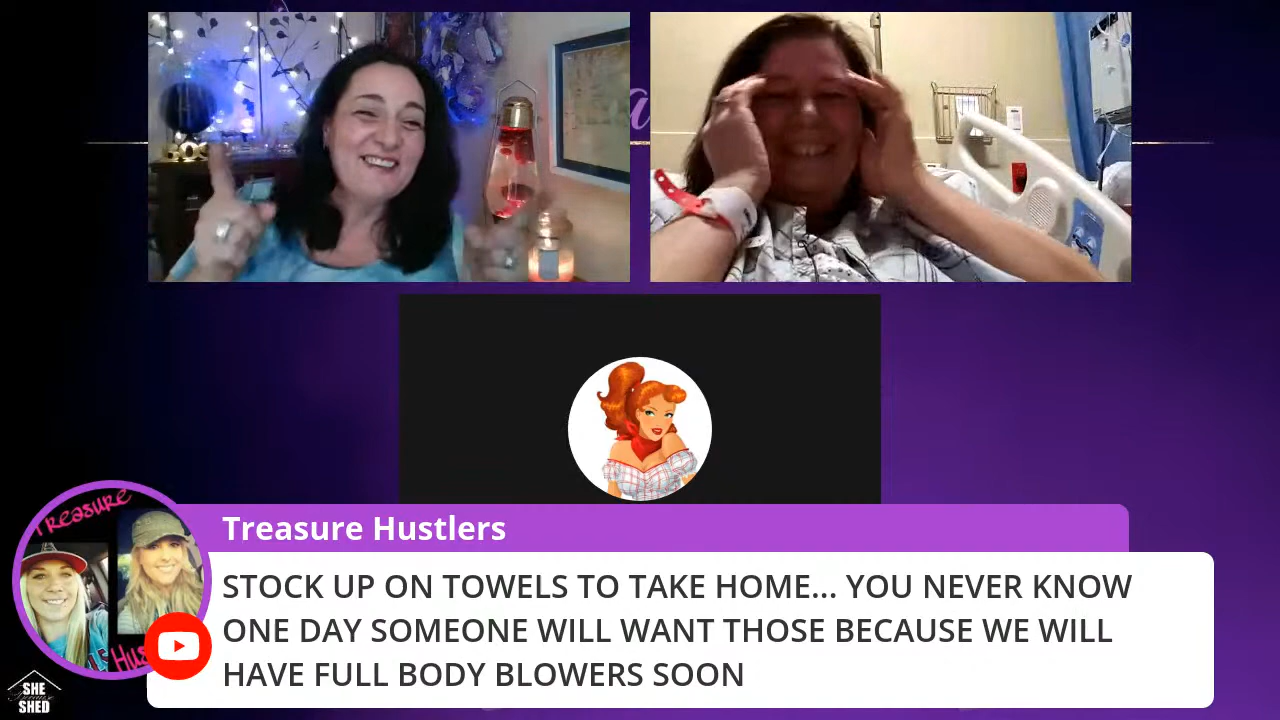 Treasure Hustlers
Treasure
STOCK UP ON TOWELS TO TAKE HOME... YOU NEVER KNOW
ONE DAY SOMEONE WILL WANT THOSE BECAUSE WE WILL
HAVE FULL BODY BLOWERS SOON
SHE
SHED